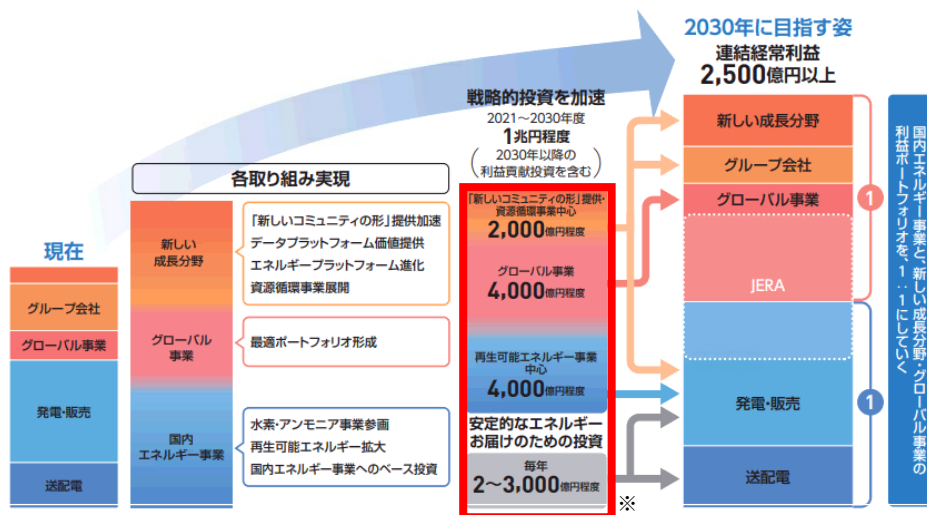 2030年に目指す姿
連結経常利益
2,500億円以上
戦略的投資を加速
2021~2030年度
1兆円程度
(2030年以降の
利益貢献投資を含む)
各取り組み実現
現在
グループ会社
グローバル事業
発電・販売
送配電
新しい
成長分野
グローバル
事業
国内
エネルギー事業
「新しいコミュニティの形」提供加速
データプラットフォーム価値提供
エネルギープラットフォーム進化
資源循環事業展開
最適ポートフォリオ形成
水素・アンモニア事業参画
再生可能エネルギー拡大
国内エネルギー事業へのベース投資
「新しいコミュニティの形」提供・
資源循環事業中心
2,000億円程度
グローバル事業
4,000億円程度
再生可能エネルギー事業
中心
4,000億円程度
安定的なエネルギー
お届けのための投資
毎年
2~3,000億円程度
※
新しい成長分野
グループ会社
グローバル事業
JERA
発電・販売
送配電
1
1
国内エネルギー事業と、新しい成長分野・グローバル事業の
利益ポートフォリオを、1:1にしていく